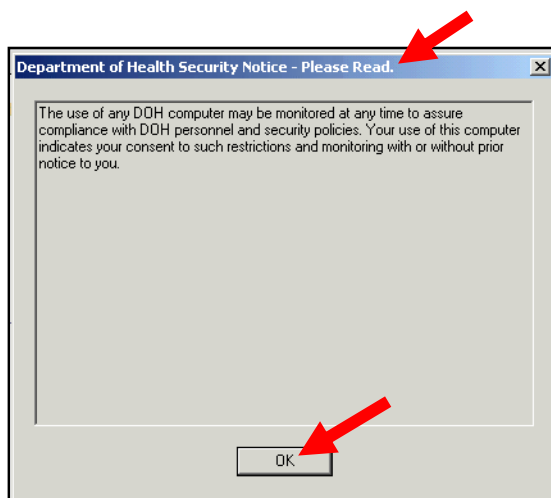 Department of Health Security Notice - Please Read.
The use of any DOH computer may be monitored at any time to assure
compliance with DOH personnel and security policies. Your use of this computer
indicates your consent to such restrictions and monitoring with or without prior
notice to you.
OK